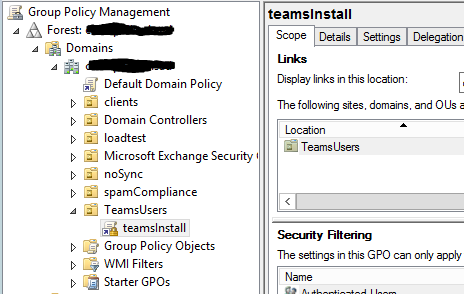 Group Policy Management
Forest:
Domains
Default Domain Policy
clients
Domain Controllers
loadtest
Microsoft Exchange Security
noSync
spamCompliance
TeamsUsers
teamsInstall
Group Policy Objects
WMI Filters
Starter GPOs
teamsInstall
Scope Details Settings Delegation
Links
Display links in this location:
The following sites, domains, and OUs a
Location
TeamsUsers
Security Filtering
The settings in this GPO can only apply
Name
Authenticated Users